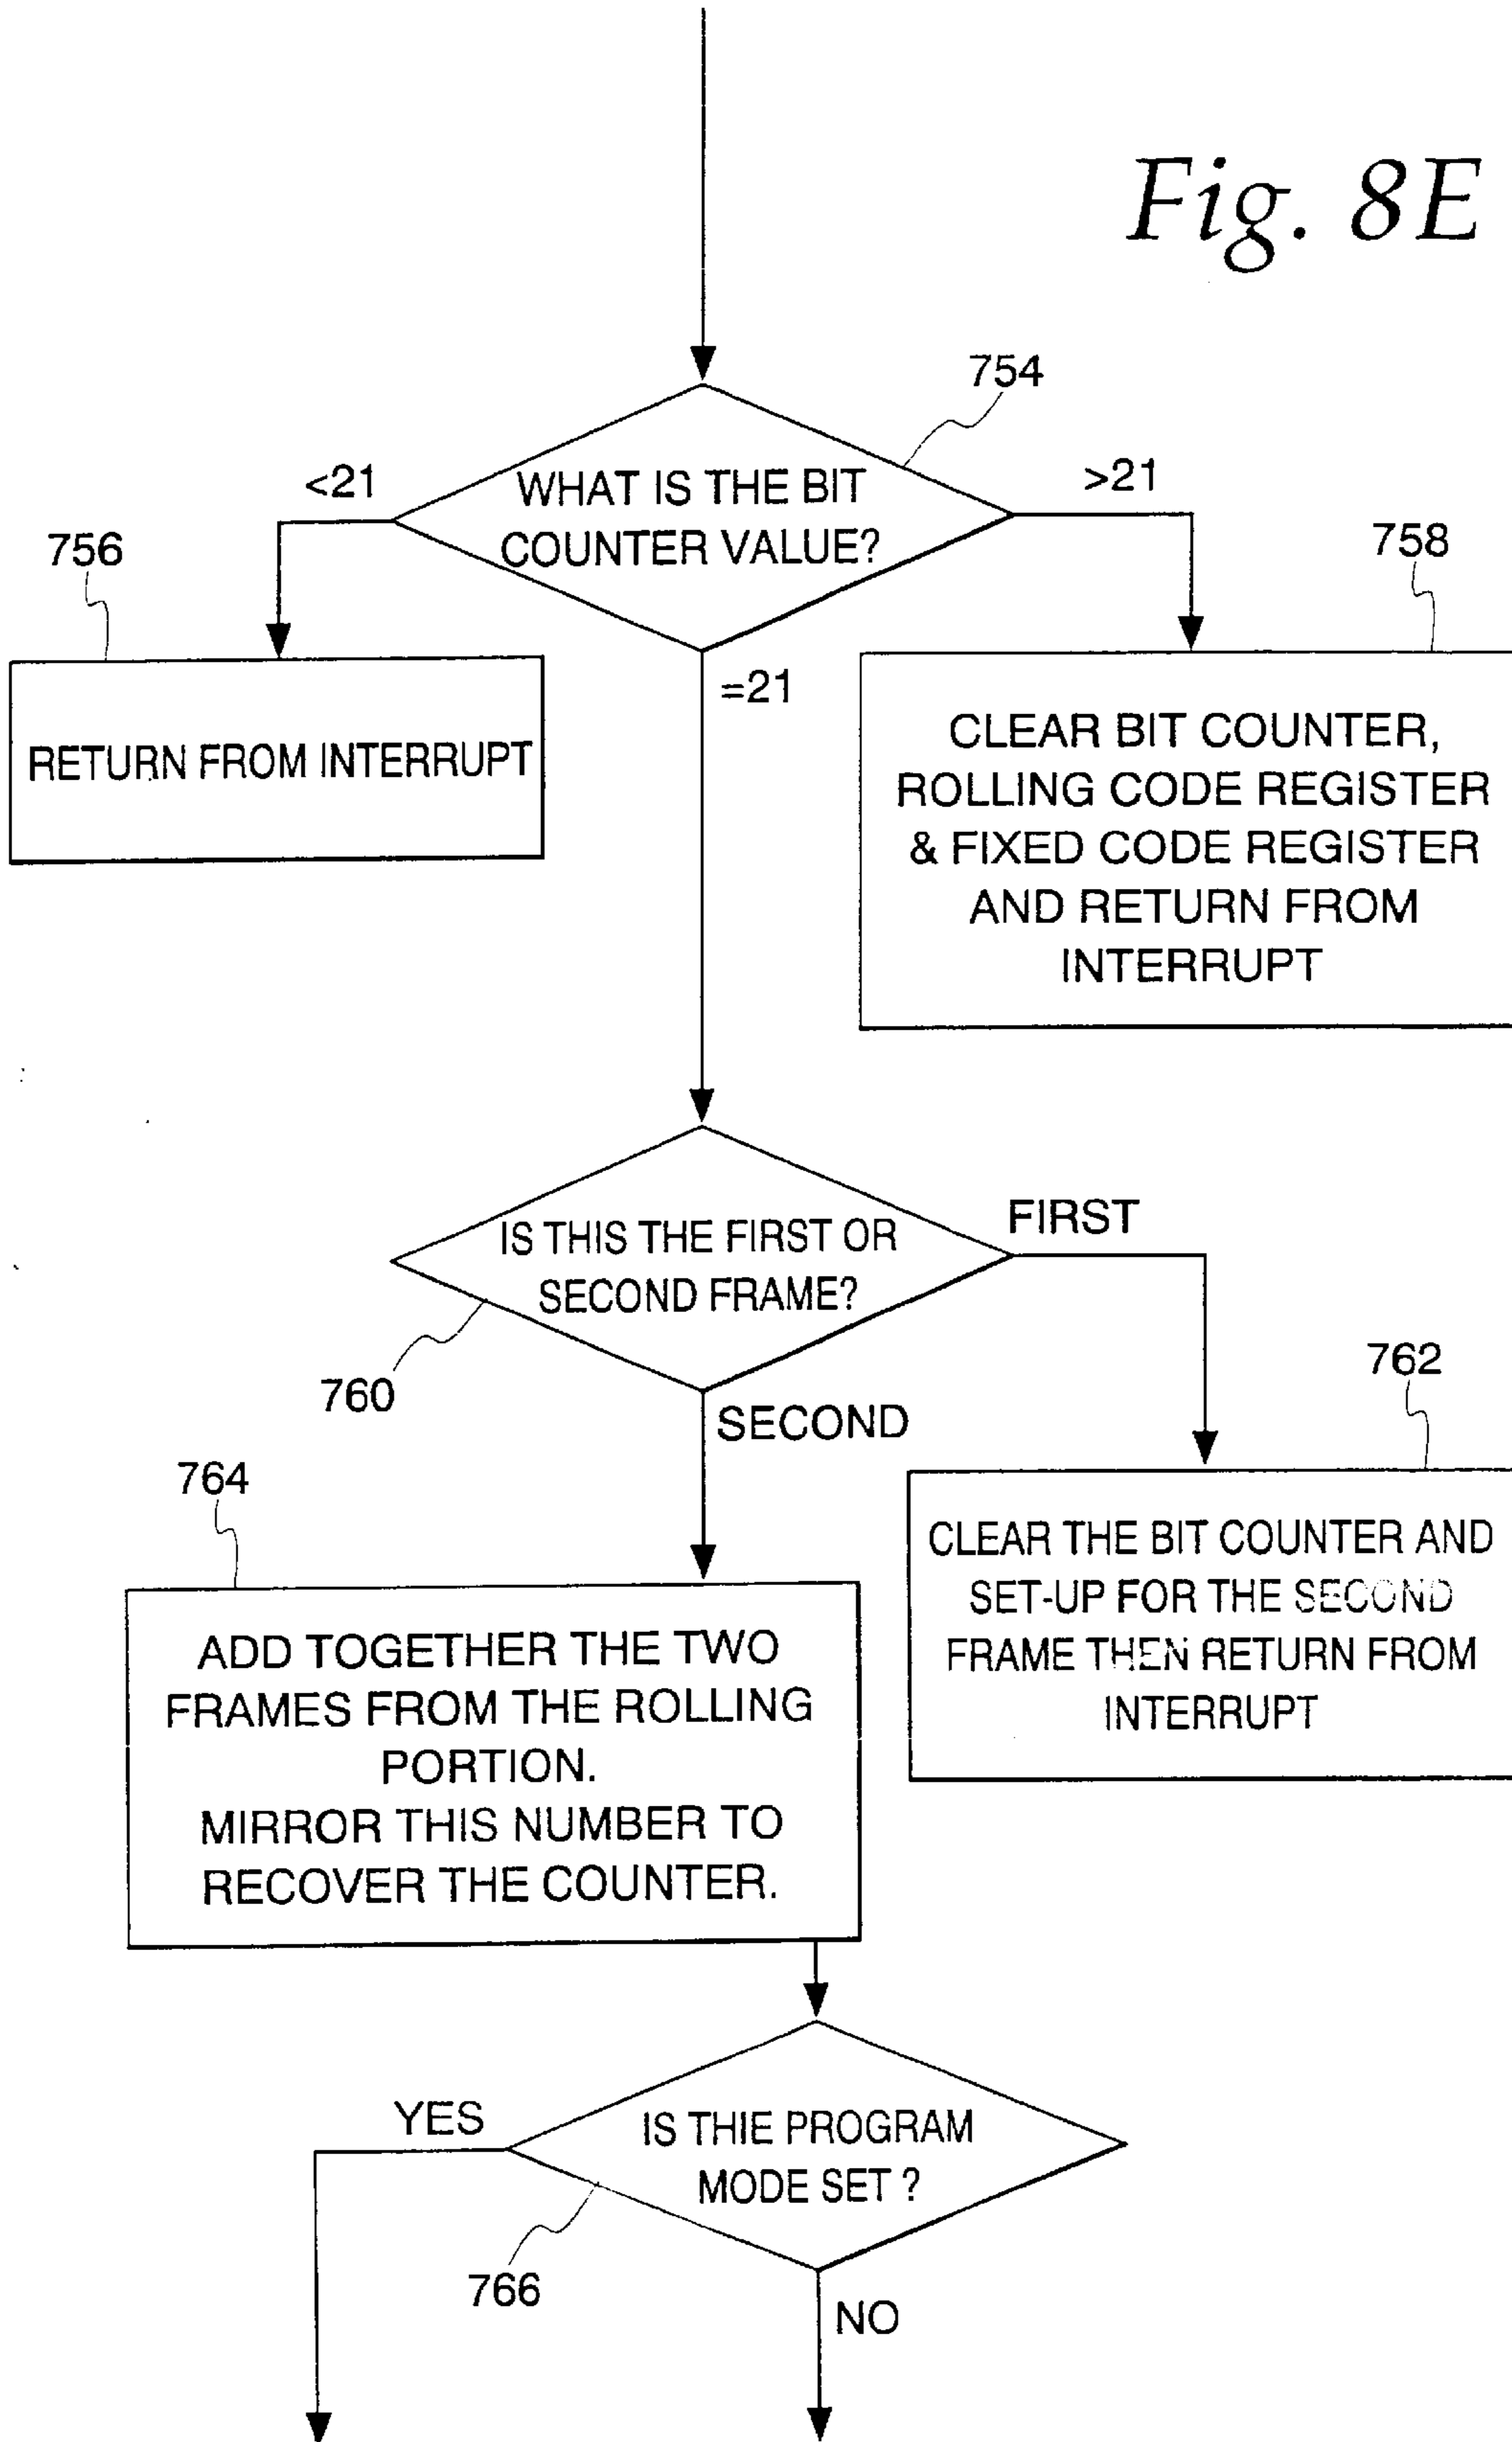 Fig. 8E
754
<21
WHAT IS THE BIT
COUNTER VALUE?
>21
756
758
=21
RETURN FROM INTERRUPT
CLEAR BIT COUNTER,
ROLLING CODE REGISTER
& FIXED CODE REGISTER
AND RETURN FROM
INTERRUPT
IS THIS THE FIRST OR
SECOND FRAME?
FIRST
760
762
SECOND
764
CLEAR THE BIT COUNTER AND
SET-UP FOR THE SECOND
FRAME THEN RETURN FROM
INTERRUPT
ADD TOGETHER THE TWO
FRAMES FROM THE ROLLING
PORTION.
MIRROR THIS NUMBER TO
RECOVER THE COUNTER.
YES
IS THIE PROGRAM
MODE SET ?
766
NO